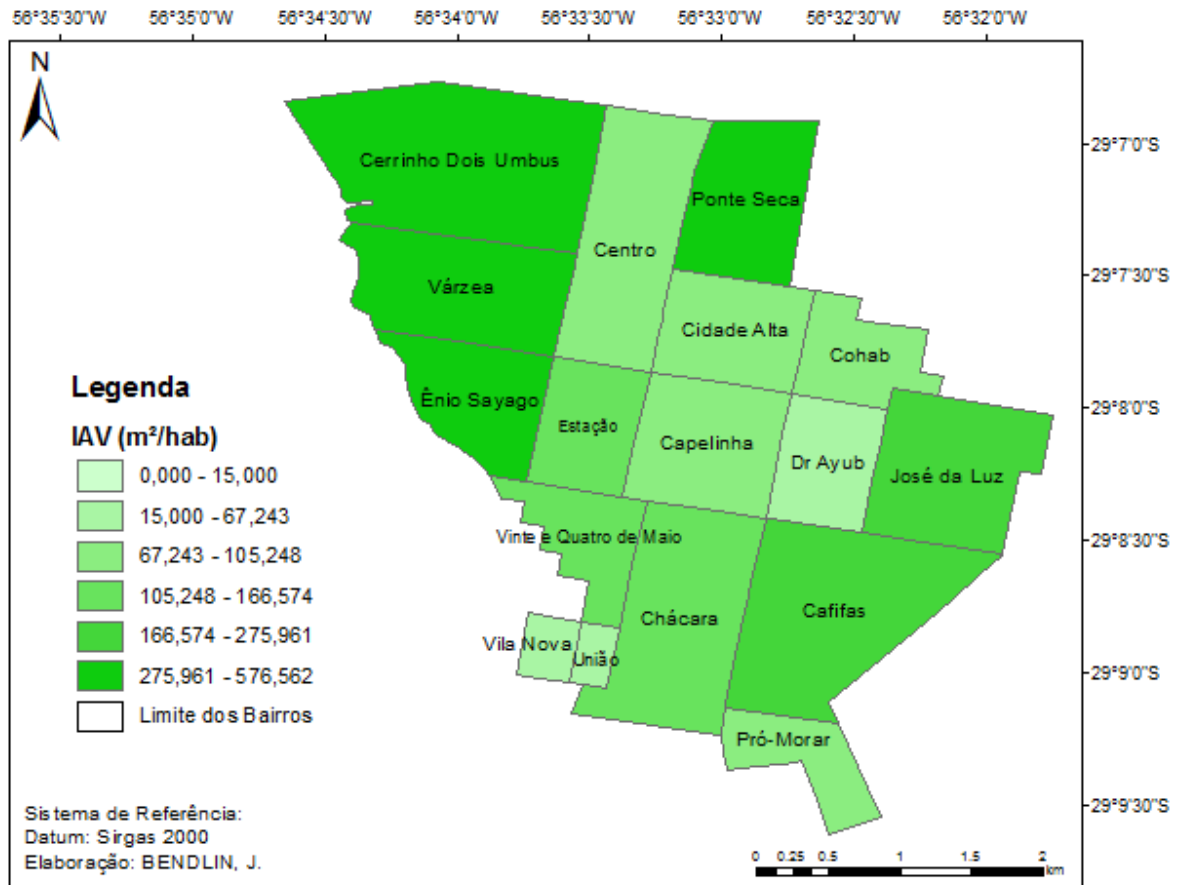 56°35'30"W 56°35'0"W 56°34'30"W 56°34'0"W 56°33'30"W 56°33'0"W 56°32'30"W 56°32'0"W
N
29°7'0"S
Cerrinho Dois Umbus
Ponte Seca
Centro
29°7'30"S
Várzea
Cidade Alta
Cohab
Legenda
IAV (m²/hab)
0,000 - 15,000
15,000 - 67,243
67,243 - 105,248
105,248 - 166,574
166,574 - 275,961
275,961 - 576,562
Limite dos Bairros
Ênio Sayago
29°8'0"S
Estação
Capelinha
Dr Ayub
José da Luz
29°8'30"S
Vinte e Quatro de Maio
Chácara
Cafifas
Vila Nova
União
29°9'0"S
Pró-Morar
29°9'30"S
Sistema de Referência:
Datum: Sirgas 2000
Elaboração: BENDLIN, J.
0 0.25 0.5 1 1.5 2
km